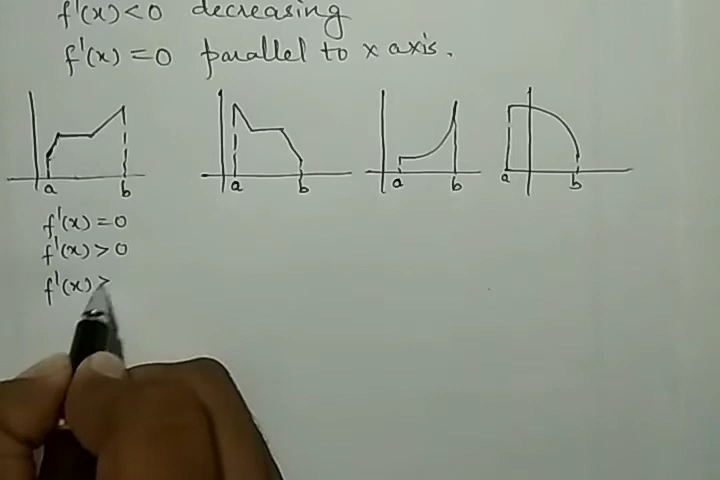 f'(x) < 0 decreasing
f'(x) = 0 parallel to x axis.
a b a b a b a b
f'(x) = 0
f'(x) > 0
f'(x) >